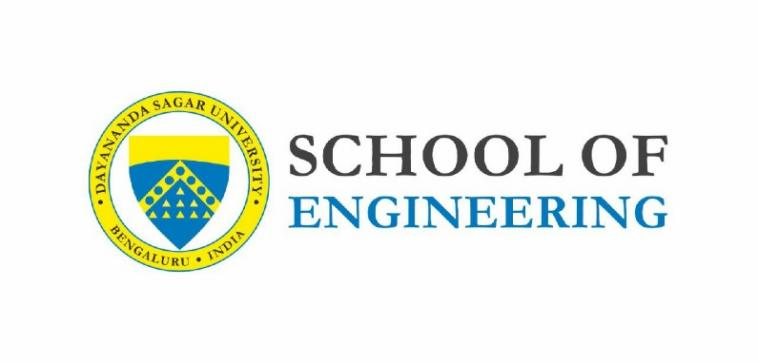 DAYANANDA SAGAR UNIVERSITY
BENGALURU • INDIA
SCHOOL OF
ENGINEERING